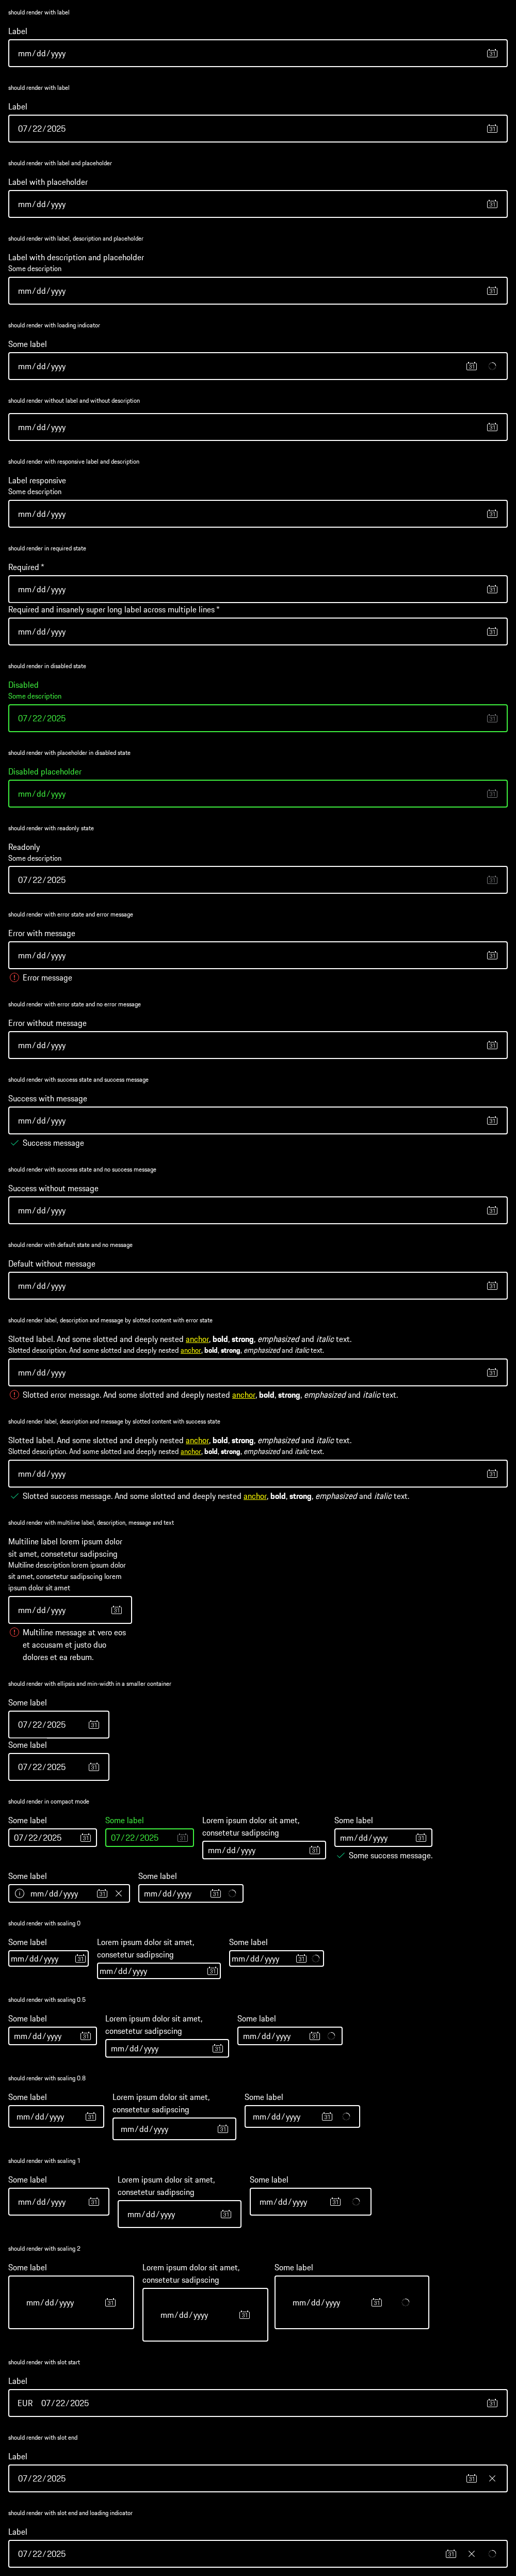 should render with label
Label
mm/dd/yyyy
should render with label
Label
07/22/2025
should render with label and placeholder
Label with placeholder
mm/dd/yyyy
should render with label, description and placeholder
Label with description and placeholder
Some description
mm/dd/yyyy
should render with loading indicator
Some label
mm/dd/yyyy
should render without label and without description
mm/dd/yyyy
should render with responsive label and description
Label responsive
Some description
mm/dd/yyyy
should render in required state
Required *
mm/dd/yyyy
Required and insanely super long label across multiple lines *
mm/dd/yyyy
should render in disabled state
Disabled
Some description
07/22/2025
should render with placeholder in disabled state
Disabled placeholder
mm/dd/yyyy
should render with readonly state
Readonly
Some description
07/22/2025
should render with error state and error message
Error with message
mm/dd/yyyy
Error message
should render with error state and no error message
Error without message
mm/dd/yyyy
should render with success state and success message
Success with message
mm/dd/yyyy
Success message
should render with success state and no success message
Success without message
mm/dd/yyyy
should render with default state and no message
Default without message
mm/dd/yyyy
should render label, description and message by slotted content with error state
Slotted label. And some slotted and deeply nested anchor, bold, strong, emphasized and italic text.
Slotted description. And some slotted and deeply nested anchor, bold, strong, emphasized and italic text.
mm/dd/yyyy
Slotted error message. And some slotted and deeply nested anchor, bold, strong, emphasized and italic text.
should render label, description and message by slotted content with success state
Slotted label. And some slotted and deeply nested anchor, bold, strong, emphasized and italic text.
Slotted description. And some slotted and deeply nested anchor, bold, strong, emphasized and italic text.
mm/dd/yyyy
Slotted success message. And some slotted and deeply nested anchor, bold, strong, emphasized and italic text.
should render with multiline label, description, message and text
Multiline label lorem ipsum dolor
sit amet, consetetur sadipscing
Multiline description lorem ipsum dolor
sit amet, consetetur sadipscing lorem
ipsum dolor sit amet
mm/dd/yyyy
Multiline message at vero eos
et accusam et justo duo
dolores et ea rebum.
should render with ellipsis and min-width in a smaller container
Some label
07/22/2025
Some label
07/22/2025
should render in compact mode
Some label
07/22/2025
Some label
07/22/2025
Lorem ipsum dolor sit amet,
consetetur sadipscing
mm/dd/yyyy
Some label
mm/dd/yyyy
Some success message.
Some label
mm/dd/yyyy
Some label
mm/dd/yyyy
should render with scaling 0
Some label
mm/dd/yyyy
Lorem ipsum dolor sit amet,
consetetur sadipscing
mm/dd/yyyy
Some label
mm/dd/yyyy
should render with scaling 0.5
Some label
mm/dd/yyyy
Lorem ipsum dolor sit amet,
consetetur sadipscing
mm/dd/yyyy
Some label
mm/dd/yyyy
should render with scaling 0.8
Some label
mm/dd/yyyy
Lorem ipsum dolor sit amet,
consetetur sadipscing
mm/dd/yyyy
Some label
mm/dd/yyyy
should render with scaling 1
Some label
mm/dd/yyyy
Lorem ipsum dolor sit amet,
consetetur sadipscing
mm/dd/yyyy
Some label
mm/dd/yyyy
should render with scaling 2
Some label
mm/dd/yyyy
Lorem ipsum dolor sit amet,
consetetur sadipscing
mm/dd/yyyy
Some label
mm/dd/yyyy
should render with slot start
Label
EUR 07/22/2025
should render with slot end
Label
07/22/2025
should render with slot end and loading indicator
Label
07/22/2025